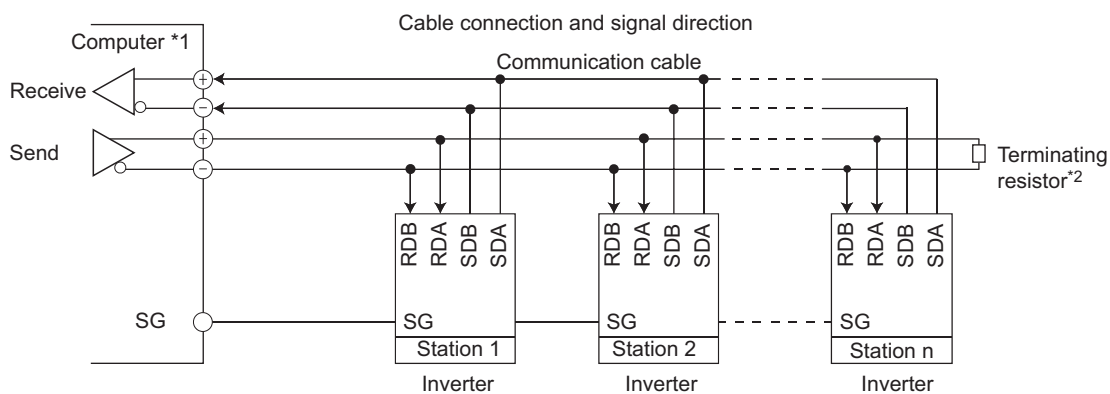 Cable connection and signal direction
Computer *1
Communication cable
Receive
+
−
Send
+
−
Terminating
resistor*2
RDB
RDA
SDB
SDA
RDB
RDA
SDB
SDA
RDB
RDA
SDB
SDA
SG
SG
SG
SG
Station 1
Station 2
Station n
Inverter
Inverter
Inverter